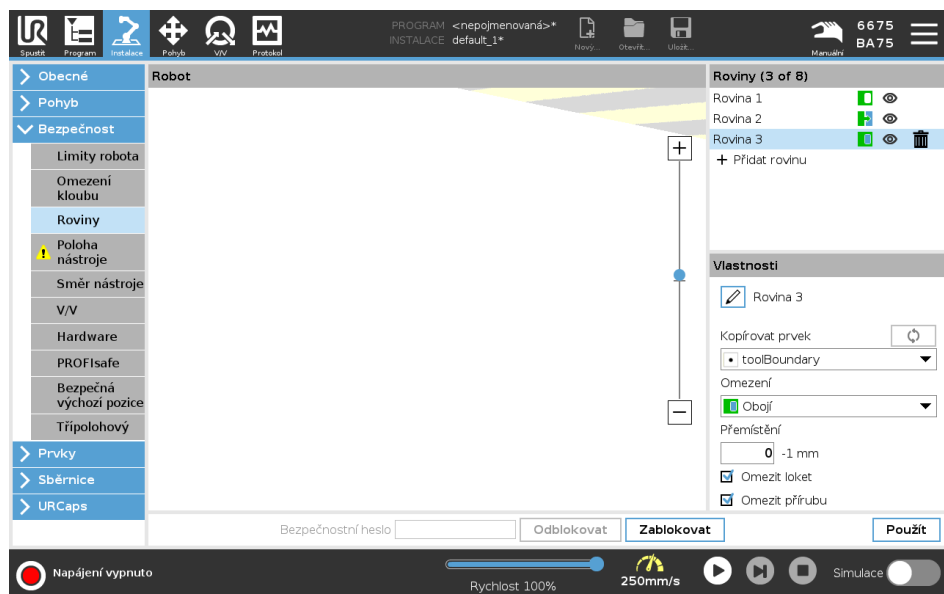 PROGRAM <nepojmenovaná>*
INSTALACE default_1*
Spustit Program Instalace Pohyb V/V Protokol
Nový... Otevřít... Uložit...
Manuální
6675
BA75
Obecné
Pohyb
Bezpečnost
Limity robota
Omezení
kloubu
Roviny
Poloha
nástroje
Směr nástroje
V/V
Hardware
PROFIsafe
Bezpečná
výchozí pozice
Třípolohový
Prvky
Sběrnice
URCaps
Robot
Roviny (3 of 8)
Rovina 1
Rovina 2
Rovina 3
+ Přidat rovinu
Vlastnosti
Rovina 3
Kopírovat prvek
toolBoundary
Omezení
Obojí
Přemístění
0 -1 mm
Omezit loket
Omezit přírubu
Bezpečnostní heslo Odblokovat Zablokovat Použít
Napájení vypnuto
Rychlost 100%
250mm/s
Simulace